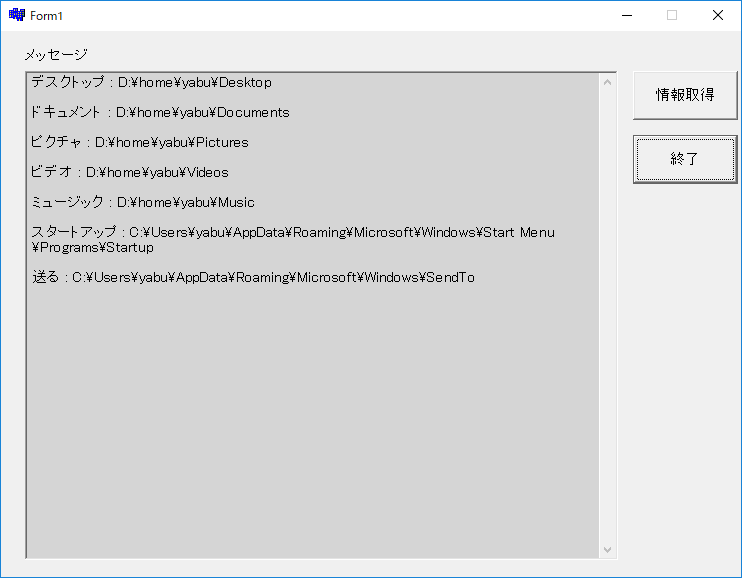 Form1
メッセージ
デスクトップ : D:¥home¥yabu¥Desktop
ドキュメント : D:¥home¥yabu¥Documents
ピクチャ : D:¥home¥yabu¥Pictures
ビデオ : D:¥home¥yabu¥Videos
ミュージック : D:¥home¥yabu¥Music
スタートアップ : C:¥Users¥yabu¥AppData¥Roaming¥Microsoft¥Windows¥Start Menu
¥Programs¥Startup
送る : C:¥Users¥yabu¥AppData¥Roaming¥Microsoft¥Windows¥SendTo
情報取得
終了